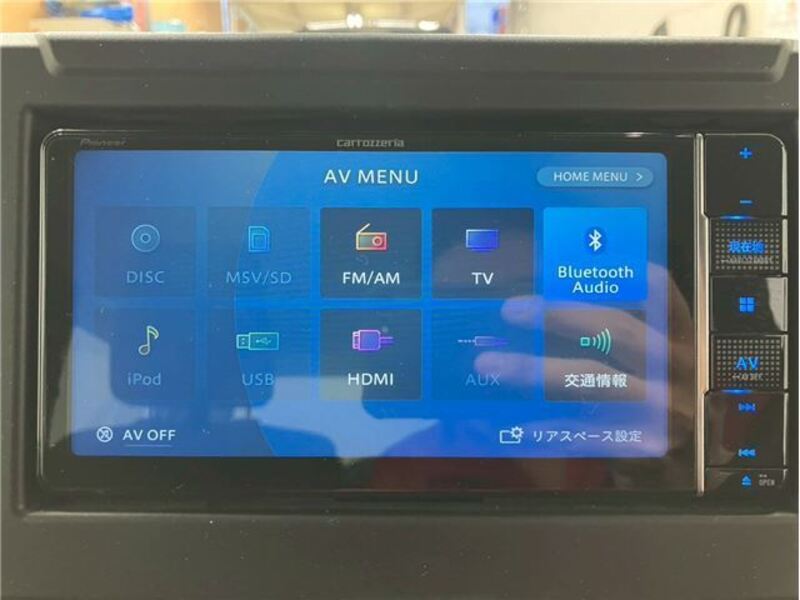 Pioneer
carrozzeria
AV MENU
HOME MENU >
DISC
MSV/SD
FM/AM
TV
Bluetooth
Audio
iPod
USB
HDMI
AUX
交通情報
AV OFF
リアスペース設定
+
−
現在地
AV
OPEN